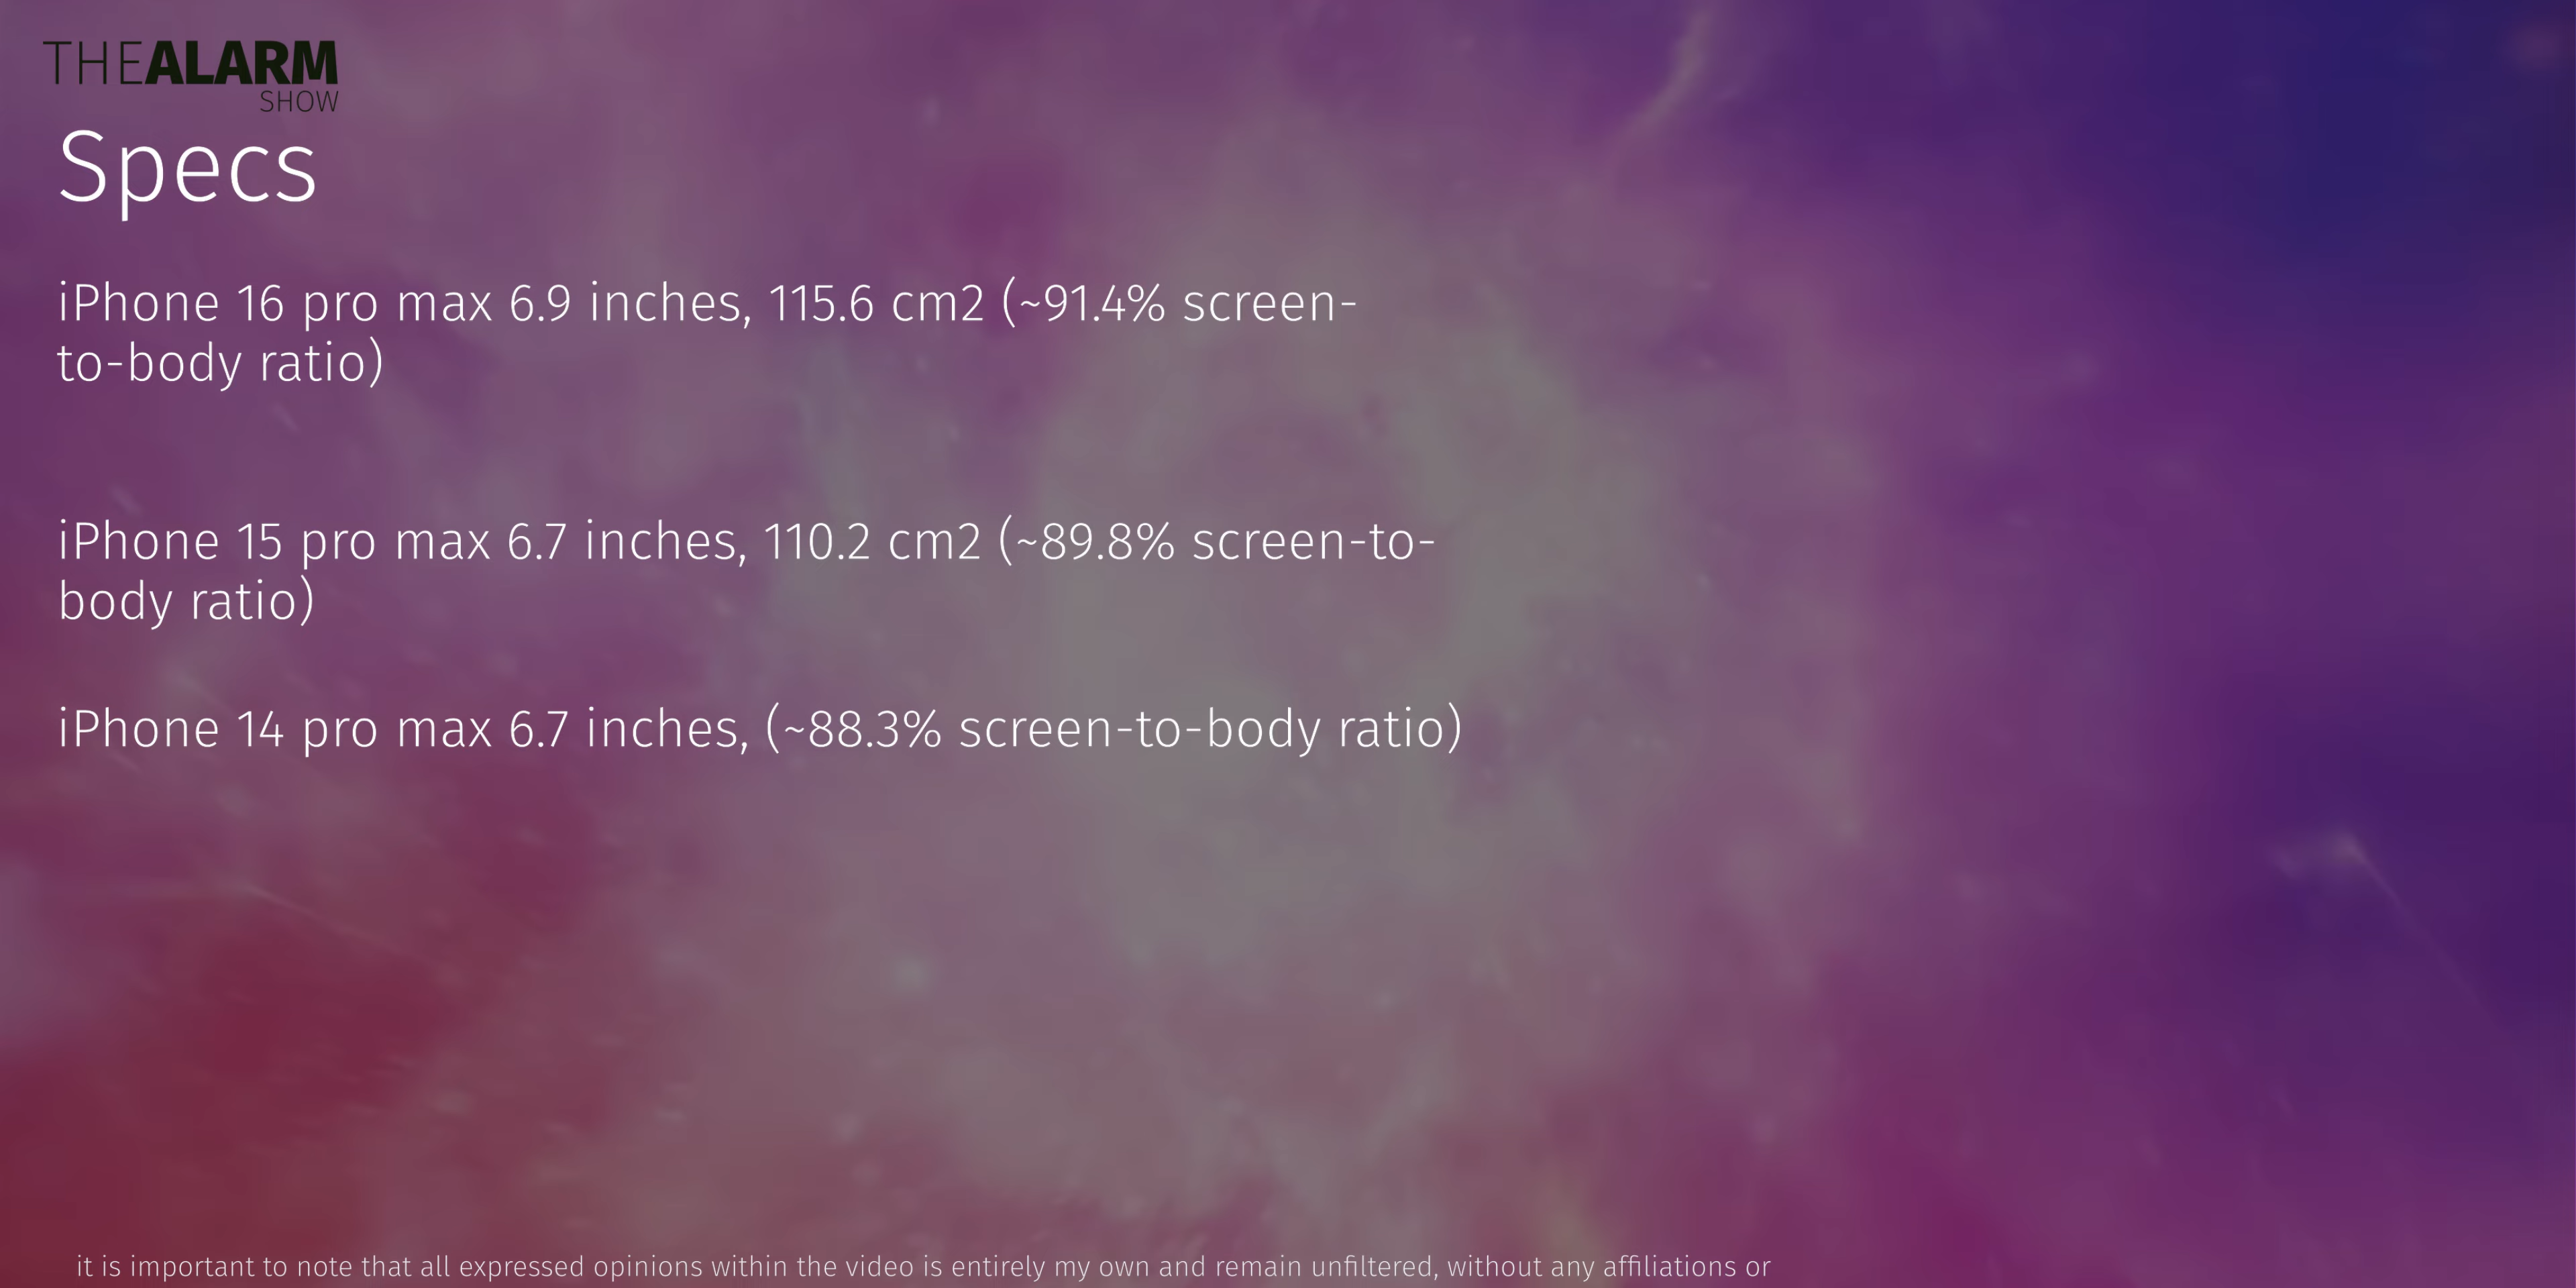 THEALARM
SHOW
Specs
iPhone 16 pro max 6.9 inches, 115.6 cm2 (~91.4% screen-
to-body ratio)
iPhone 15 pro max 6.7 inches, 110.2 cm2 (~89.8% screen-to-
body ratio)
iPhone 14 pro max 6.7 inches, (~88.3% screen-to-body ratio)
it is important to note that all expressed opinions within the video is entirely my own and remain unfiltered, without any affiliations or